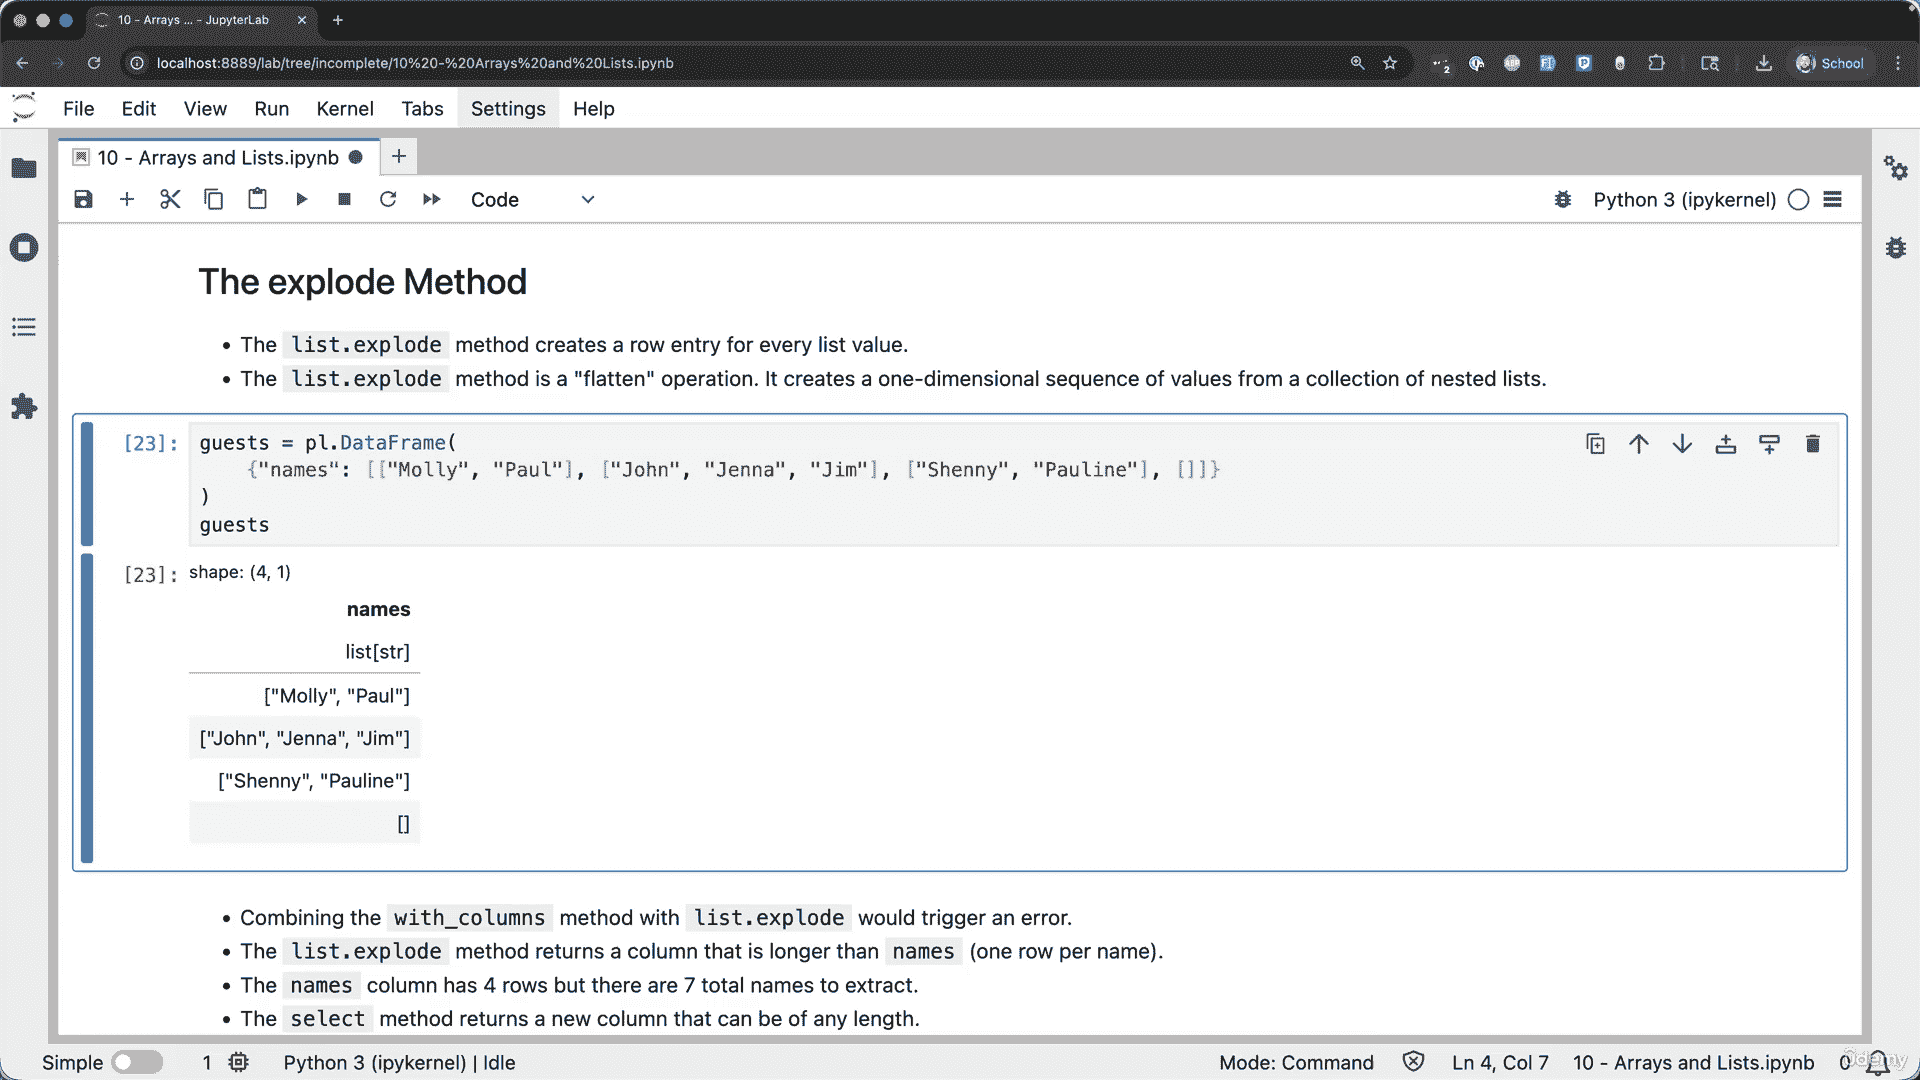 10 - Arrays ... - JupyterLab
localhost:8889/lab/tree/incomplete/10%20-%20Arrays%20and%20Lists.ipynb
2
ABP
School
File Edit View Run Kernel Tabs Settings Help
10 - Arrays and Lists.ipynb
Code
Python 3 (ipykernel)
The explode Method
• The list.explode method creates a row entry for every list value.
• The list.explode method is a "flatten" operation. It creates a one-dimensional sequence of values from a collection of nested lists.
[23]: guests = pl.DataFrame(
{"names": [["Molly", "Paul"], ["John", "Jenna", "Jim"], ["Shenny", "Pauline"], []]}
)
guests
[23]: shape: (4, 1)
names
list[str]
["Molly", "Paul"]
["John", "Jenna", "Jim"]
["Shenny", "Pauline"]
[]
• Combining the with_columns method with list.explode would trigger an error.
• The list.explode method returns a column that is longer than names (one row per name).
• The names column has 4 rows but there are 7 total names to extract.
• The select method returns a new column that can be of any length.
Simple 1 Python 3 (ipykernel) | Idle Mode: Command Ln 4, Col 7 10 - Arrays and Lists.ipynb 0
udemy